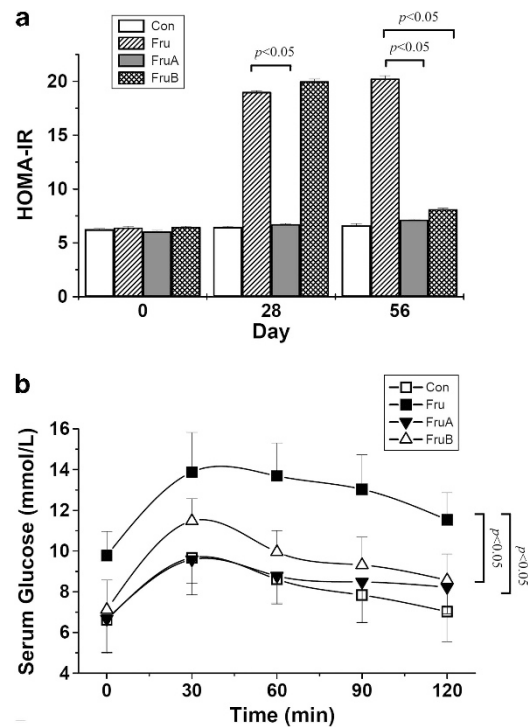 a
Con
Fru
FruA
FruB
p<0.05
p<0.05
p<0.05
HOMA-IR
20
15
10
5
0
0 28 56
Day
b
Con
Fru
FruA
FruB
Serum Glucose (mmol/L)
16
14
12
10
8
6
4
p<0.05
p<0.05
0 30 60 90 120
Time (min)